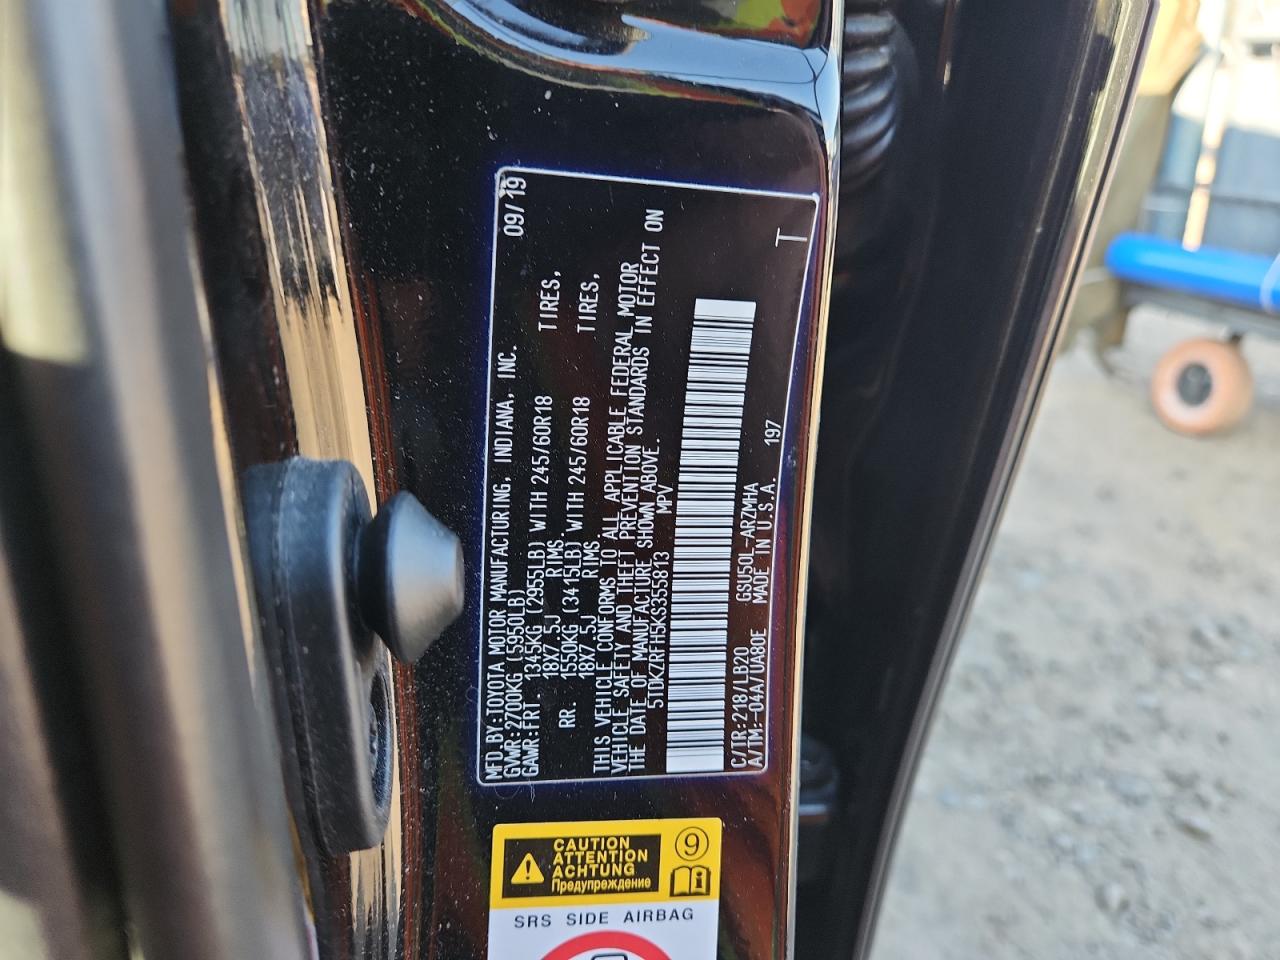 MFD.BY:TOYOTA MOTOR MANUFACTURING, INDIANA, INC. 09/19
GVWR:2700KG (5950LB)
GAWR:FRT. 1345KG (2955LB) WITH 245/60R18 TIRES,
18X7.5J RIMS.
RR. 1550KG (3415LB) WITH 245/60R18 TIRES,
18X7.5J RIMS.
THIS VEHICLE CONFORMS TO ALL APPLICABLE FEDERAL MOTOR
VEHICLE SAFETY AND THEFT PREVENTION STANDARDS IN EFFECT ON
THE DATE OF MANUFACTURE SHOWN ABOVE.
5TDKZRFH5KS355813 MPV
C/TR:218/LB20 GSU50L-ARZMHA
A/TM:-04A/UA80E MADE IN U.S.A. 197
T
CAUTION
ATTENTION
ACHTUNG
Предупреждение
9
i
SRS SIDE AIRBAG